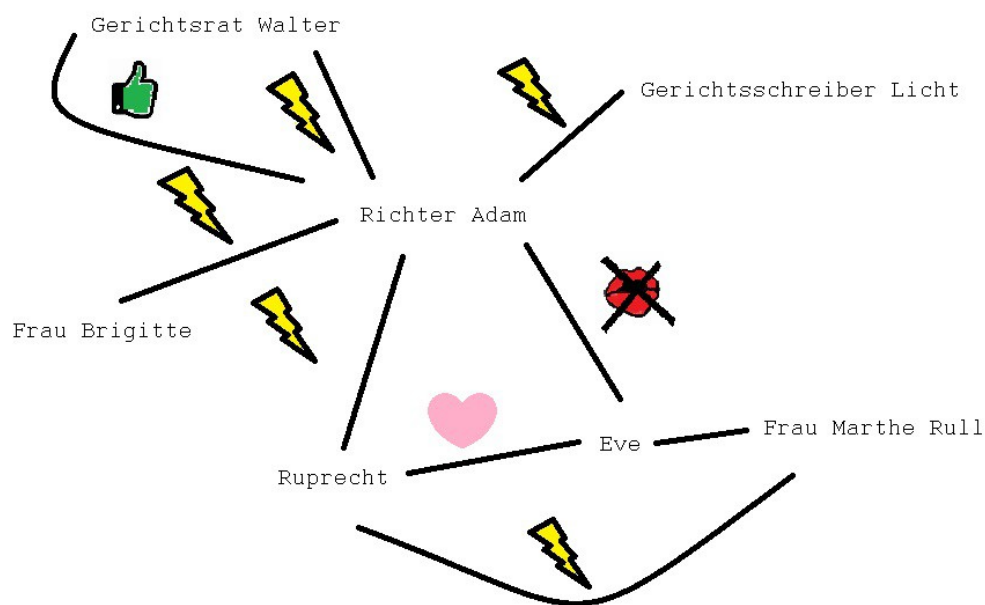 Gerichtsrat Walter
Gerichtsschreiber Licht
Richter Adam
Frau Brigitte
Frau Marthe Rull
Eve
Ruprecht